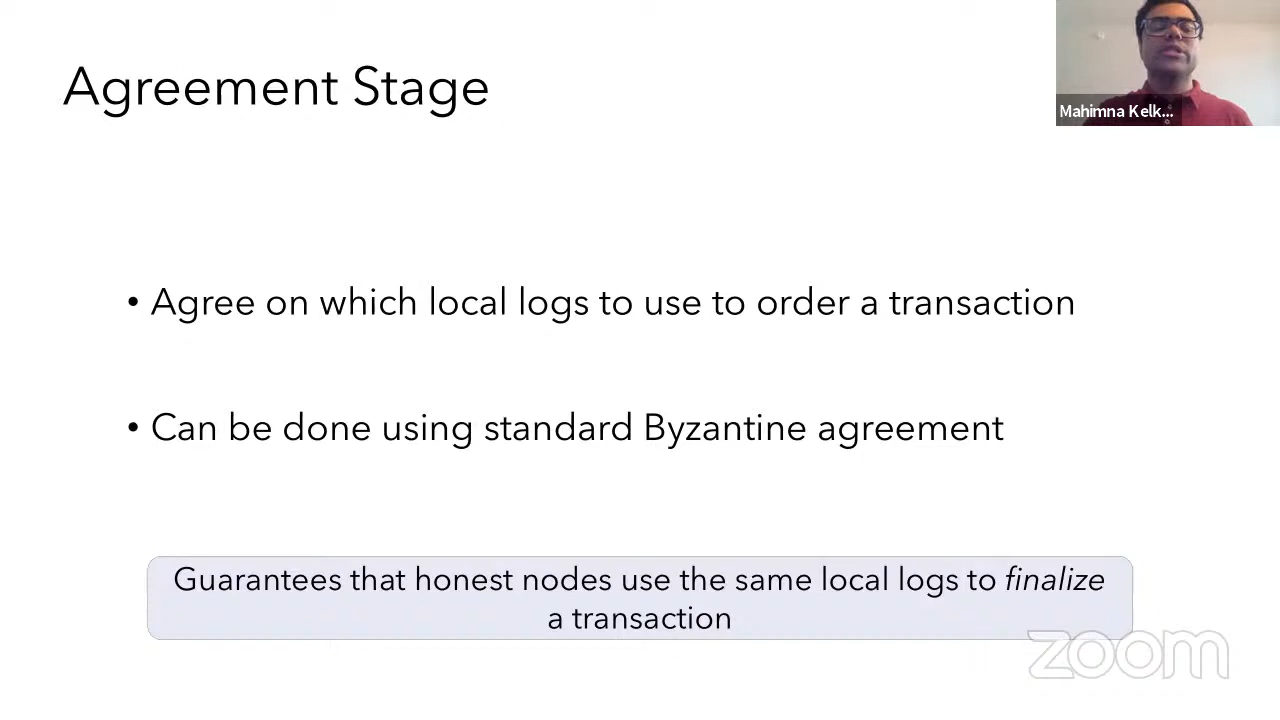 Agreement Stage
Mahimna Kelk...
• Agree on which local logs to use to order a transaction
• Can be done using standard Byzantine agreement
Guarantees that honest nodes use the same local logs to finalize
a transaction
zoom